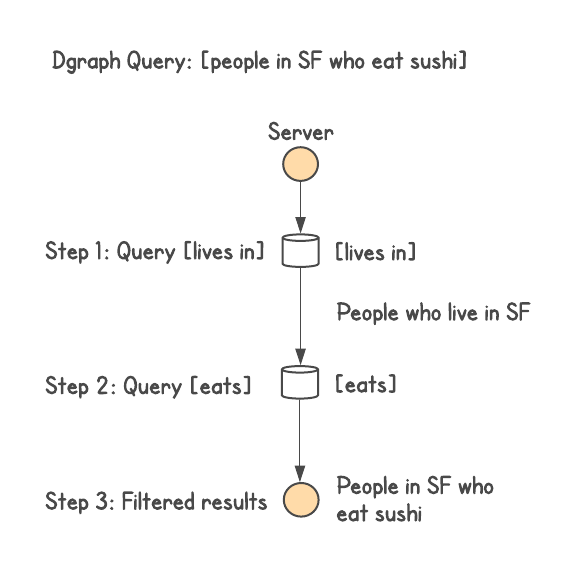 Dgraph Query: [people in SF who eat sushi]
Server
Step 1: Query [lives in]
[lives in]
People who live in SF
Step 2: Query [eats]
[eats]
Step 3: Filtered results
People in SF who
eat sushi